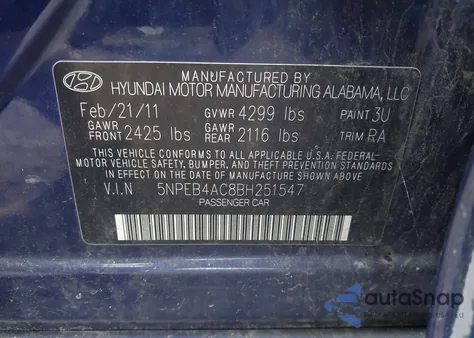 MANUFACTURED BY
HYUNDAI MOTOR MANUFACTURING ALABAMA, LLC
Feb/21/11 GVWR 4299 lbs PAINT 3U
GAWR FRONT 2425 lbs GAWR REAR 2116 lbs TRIM RA
THIS VEHICLE CONFORMS TO ALL APPLICABLE U.S.A. FEDERAL
MOTOR VEHICLE SAFETY, BUMPER, AND THEFT PREVENTION
STANDARDS IN EFFECT ON THE DATE OF MANUFACTURE
V.I.N 5NPEB4AC8BH251547
PASSENGER CAR
autoSnap